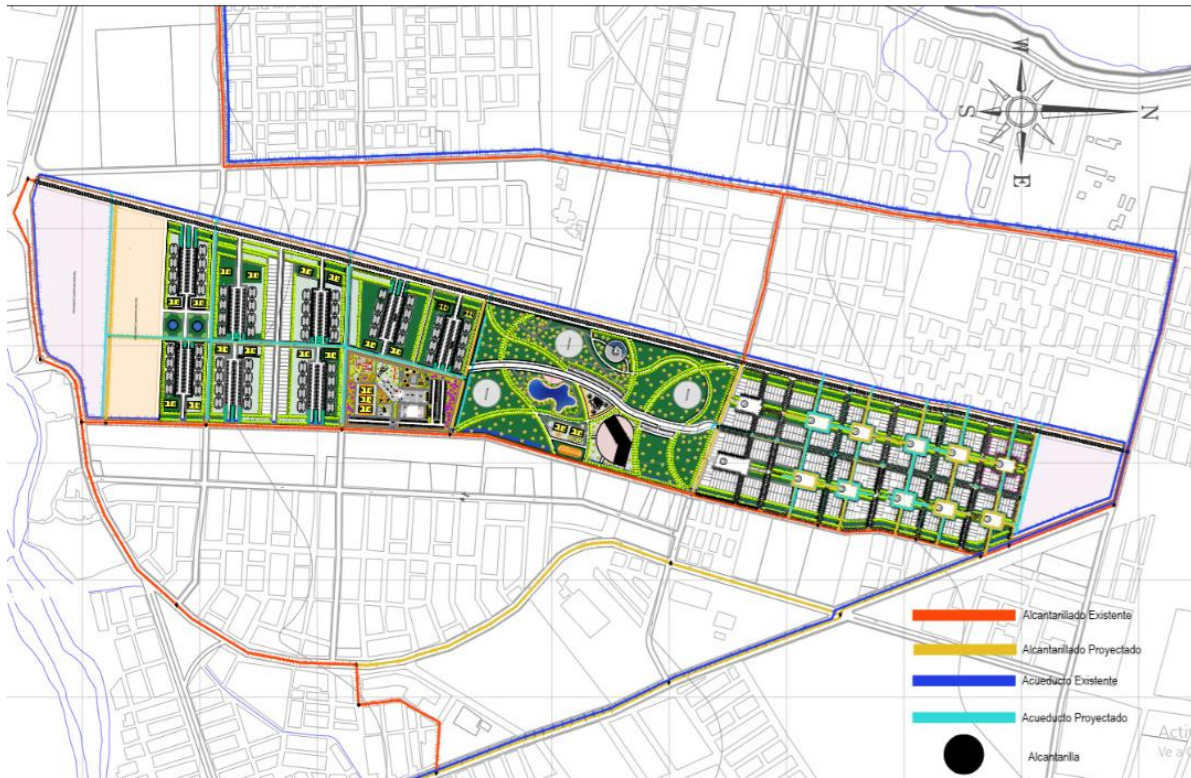 W
S
N
E
Alcantarillado Existente
Alcantarillado Proyectado
Acueducto Existente
Acueducto Proyectado
Alcantarilla
Acti
Ve a